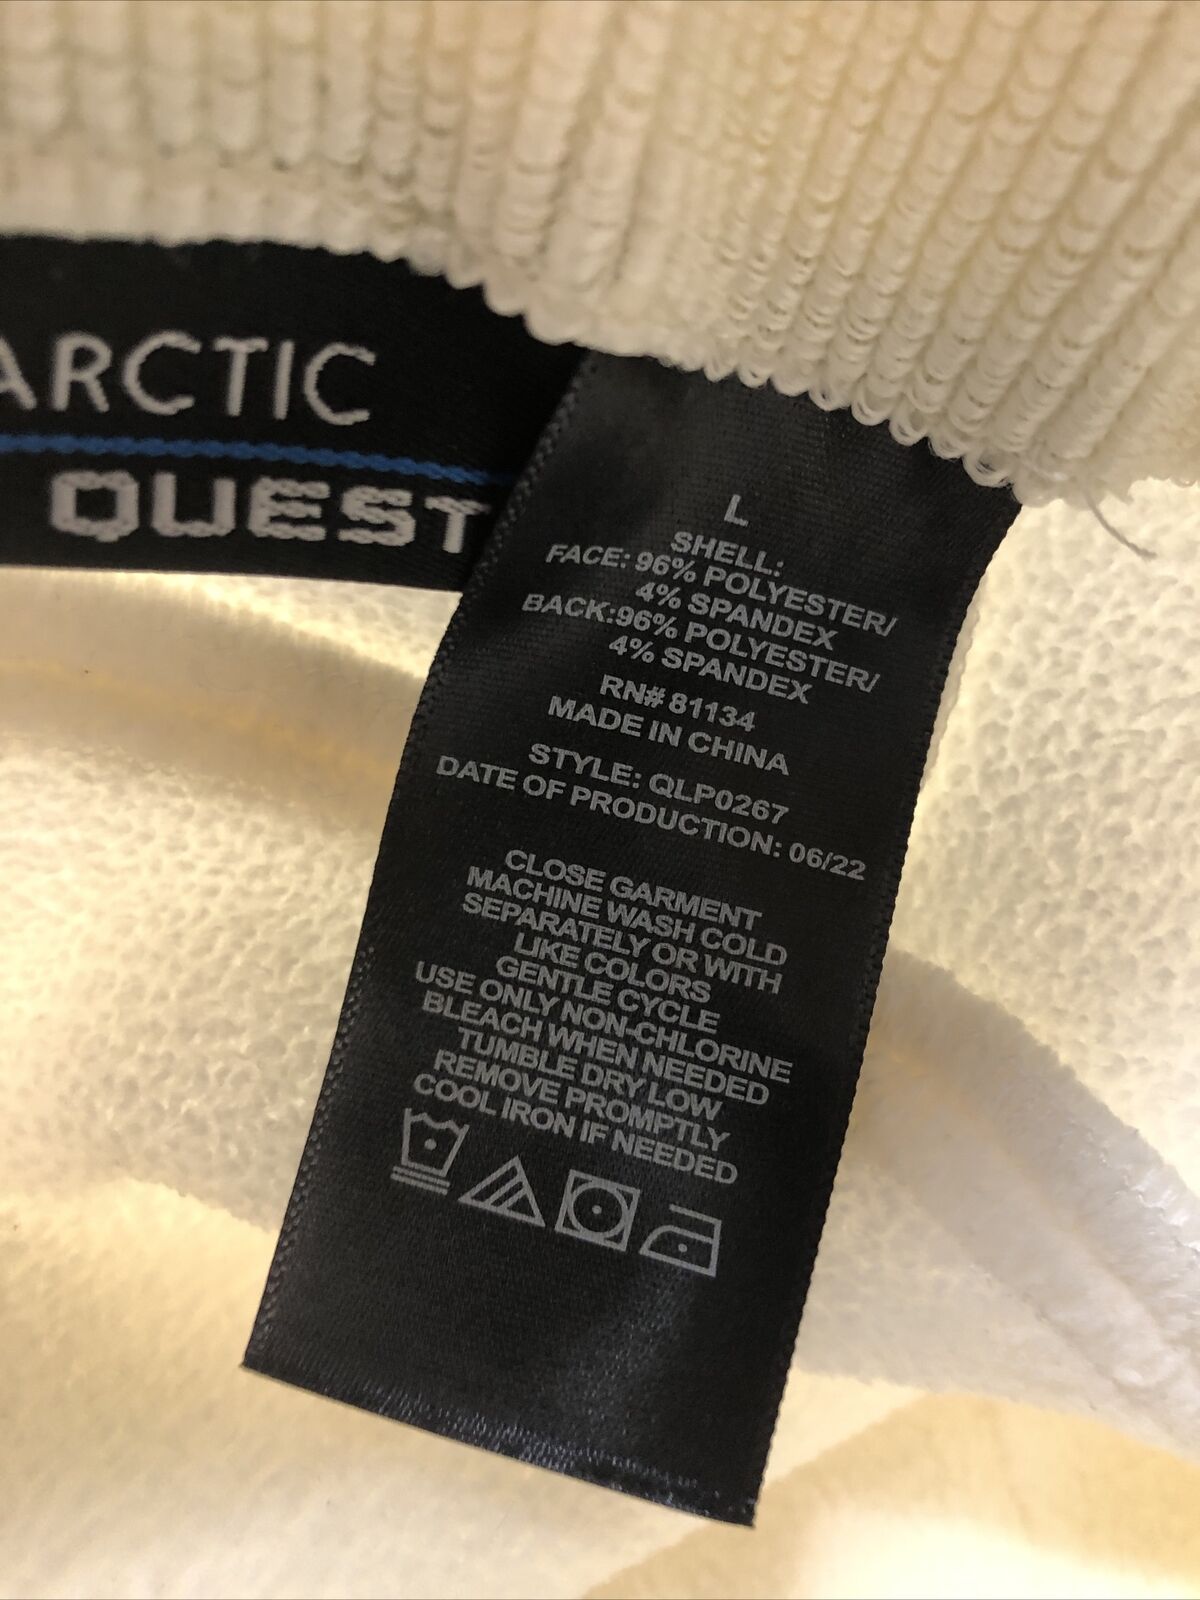 ARCTIC
QUEST
L
SHELL:
FACE: 96% POLYESTER/
4% SPANDEX
BACK:96% POLYESTER/
4% SPANDEX
RN# 81134
MADE IN CHINA
STYLE: QLP0267
DATE OF PRODUCTION: 06/22
CLOSE GARMENT
MACHINE WASH COLD
SEPARATELY OR WITH
LIKE COLORS
GENTLE CYCLE
USE ONLY NON-CHLORINE
BLEACH WHEN NEEDED
TUMBLE DRY LOW
REMOVE PROMPTLY
COOL IRON IF NEEDED